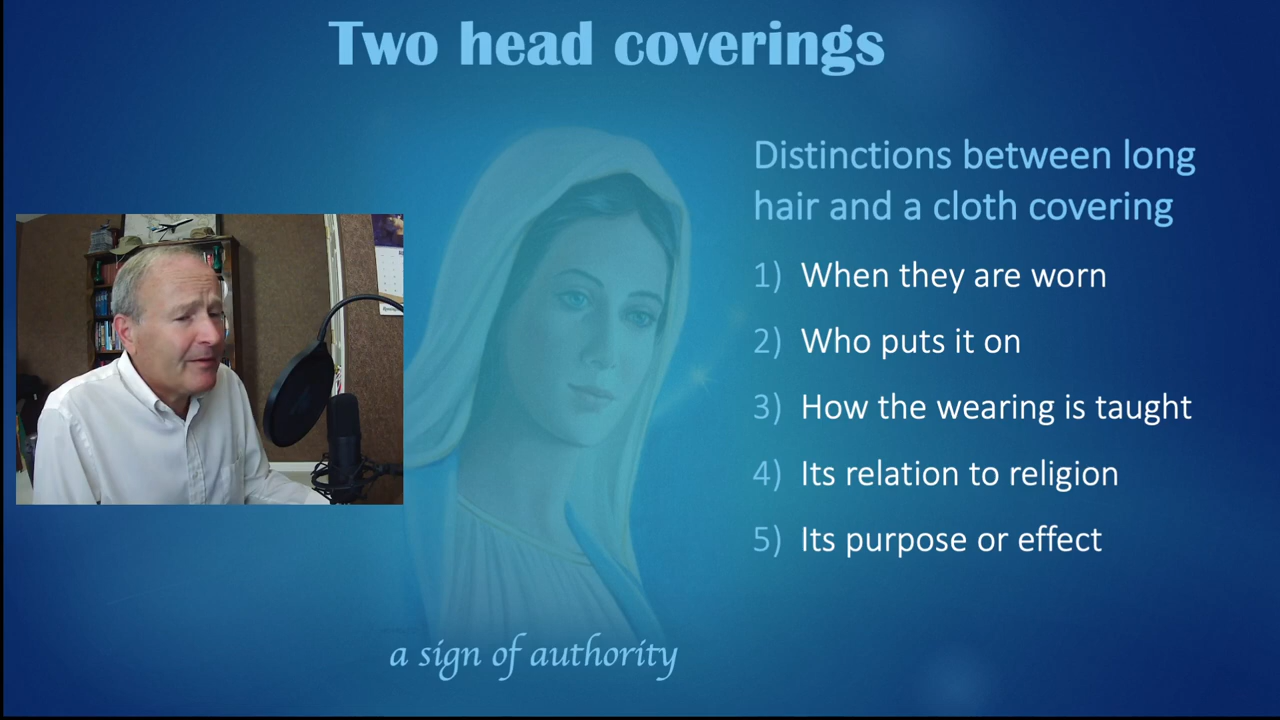 Two head coverings
Distinctions between long
hair and a cloth covering
1) When they are worn
2) Who puts it on
3) How the wearing is taught
4) Its relation to religion
5) Its purpose or effect
a sign of authority